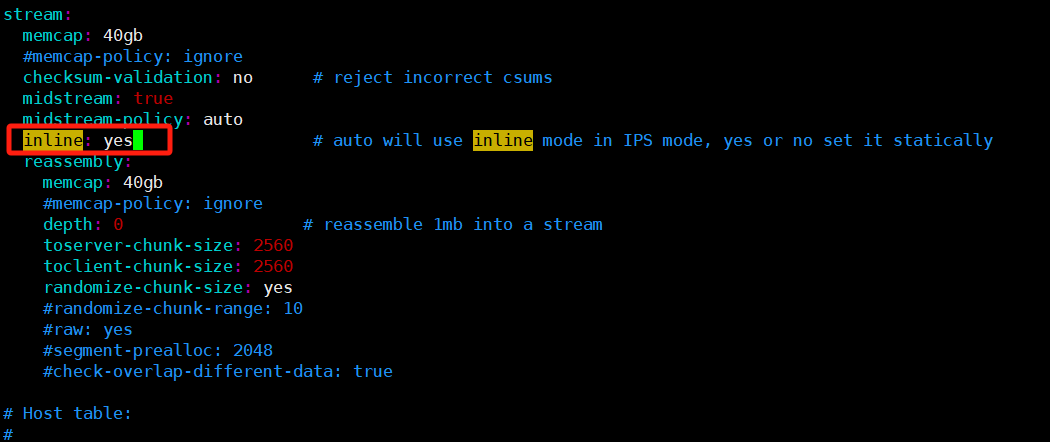 stream:
  memcap: 40gb
  #memcap-policy: ignore
  checksum-validation: no      # reject incorrect csums
  midstream: true
  midstream-policy: auto
  inline: yes                  # auto will use inline mode in IPS mode, yes or no set it statically
  reassembly:
    memcap: 40gb
    #memcap-policy: ignore
    depth: 0                  # reassemble 1mb into a stream
    toserver-chunk-size: 2560
    toclient-chunk-size: 2560
    randomize-chunk-size: yes
    #randomize-chunk-range: 10
    #raw: yes
    #segment-prealloc: 2048
    #check-overlap-different-data: true

# Host table:
#